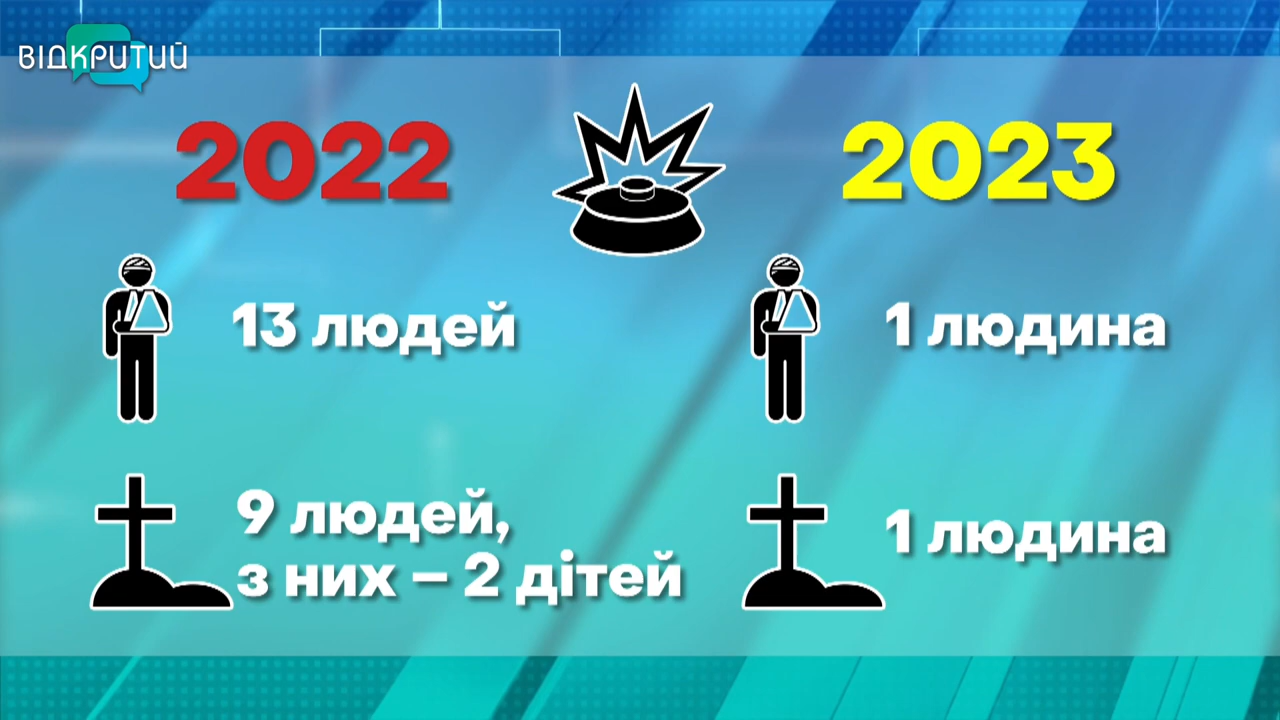 ВІДКРИТИЙ
2022
2023
13 людей
1 людина
9 людей,
з них – 2 дітей
1 людина